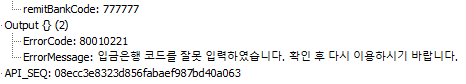 remitBankCode: 777777
Output {} (2)
ErrorCode: 80010221
ErrorMessage: 입금은행 코드를 잘못 입력하였습니다. 확인 후 다시 이용하시기 바랍니다.
API_SEQ: 08ecc3e8323d856fabaef987bd40a063